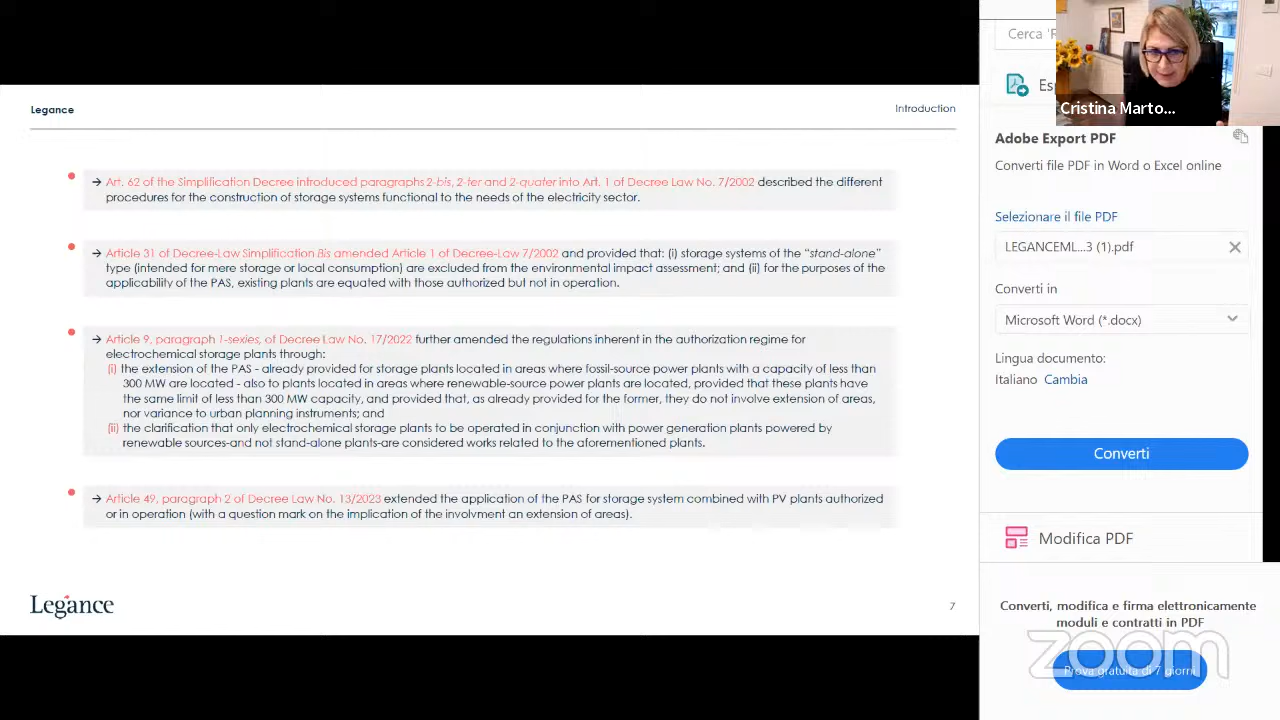 Legance
Introduction
→ Art. 62 of the Simplification Decree introduced paragraphs 2-bis, 2-ter and 2-quater into Art. 1 of Decree Law No. 7/2002 described the different
procedures for the construction of storage systems functional to the needs of the electricity sector.
→ Article 31 of Decree-Law Simplification Bis amended Article 1 of Decree-Law 7/2002 and provided that: (i) storage systems of the “stand-alone”
type (intended for mere storage or local consumption) are excluded from the environmental impact assessment; and (ii) for the purposes of the
applicability of the PAS, existing plants are equated with those authorized but not in operation.
→ Article 9, paragraph 1-sexies, of Decree Law No. 17/2022 further amended the regulations inherent in the authorization regime for
electrochemical storage plants through:
(i) the extension of the PAS - already provided for storage plants located in areas where fossil-source power plants with a capacity of less than
300 MW are located - also to plants located in areas where renewable-source power plants are located, provided that these plants have
the same limit of less than 300 MW capacity, and provided that, as already provided for the former, they do not involve extension of areas,
nor variance to urban planning instruments; and
(ii) the clarification that only electrochemical storage plants to be operated in conjunction with power generation plants powered by
renewable sources-and not stand-alone plants-are considered works related to the aforementioned plants.
→ Article 49, paragraph 2 of Decree Law No. 13/2023 extended the application of the PAS for storage system combined with PV plants authorized
or in operation (with a question mark on the implication of the involvment an extension of areas).
Legance
7
Cerca 'R
Es
Cristina Marto...
Adobe Export PDF
Converti file PDF in Word o Excel online
Selezionare il file PDF
LEGANCEML...3 (1).pdf
Converti in
Microsoft Word (*.docx)
Lingua documento:
Italiano Cambia
Converti
Modifica PDF
Converti, modifica e firma elettronicamente
moduli e contratti in PDF
zoom
Prova gratuita di 7 giorni